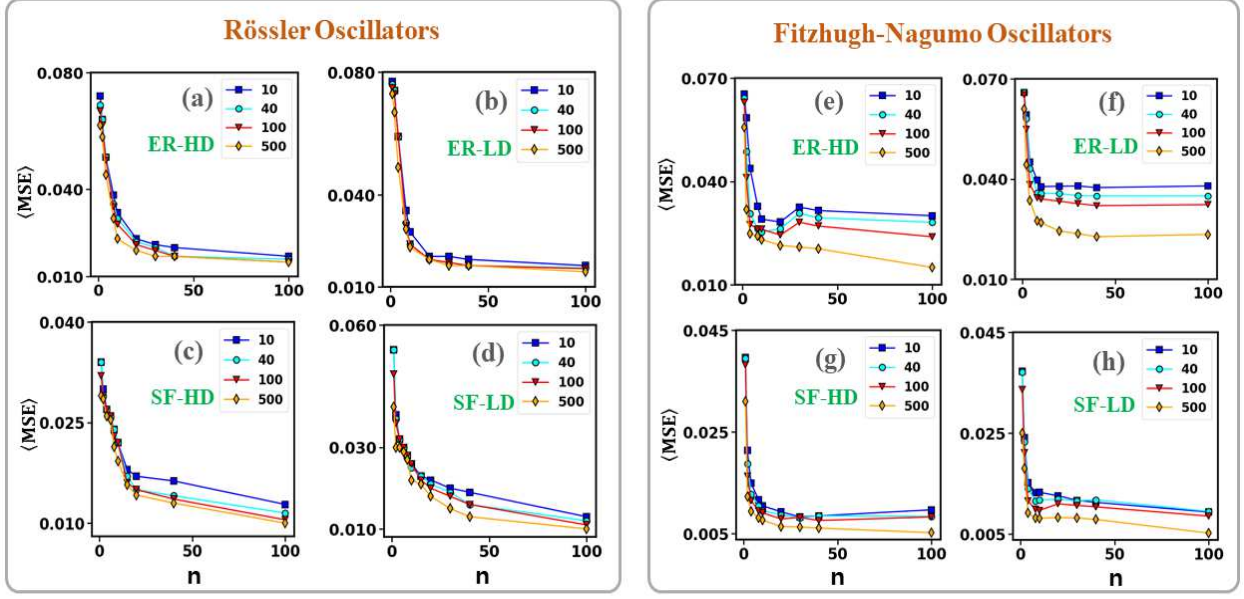 Rössler Oscillators
0.080
0.040
0.010
⟨MSE⟩
(a)
ER-HD
10
40
100
500
0 50 100
0.080
0.040
0.010
(b)
ER-LD
10
40
100
500
0 50 100
0.040
0.025
0.010
⟨MSE⟩
(c)
SF-HD
10
40
100
500
0 50 100
n
0.060
0.030
0.010
(d)
SF-LD
10
40
100
500
0 50 100
n
Fitzhugh-Nagumo Oscillators
0.070
0.040
0.010
⟨MSE⟩
(e)
ER-HD
10
40
100
500
0 50 100
0.070
0.040
0.010
(f)
ER-LD
10
40
100
500
0 50 100
0.045
0.025
0.005
⟨MSE⟩
(g)
SF-HD
10
40
100
500
0 50 100
n
0.045
0.025
0.005
(h)
SF-LD
10
40
100
500
0 50 100
n